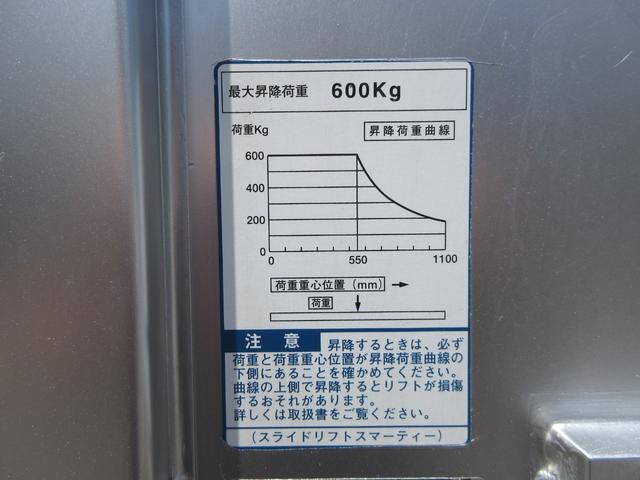 最大昇降荷重 600Kg
荷重Kg
昇降荷重曲線
600
400
200
0
0 550 1100
荷重重心位置(mm)
荷重
注意 昇降するときは、必ず
荷重と荷重重心位置が昇降荷重曲線の
下側にあることを確かめてください。
曲線の上側で昇降するとリフトが損傷
するおそれがあります。
詳しくは取扱書をご覧ください。
(スライドリフトスマーティー)